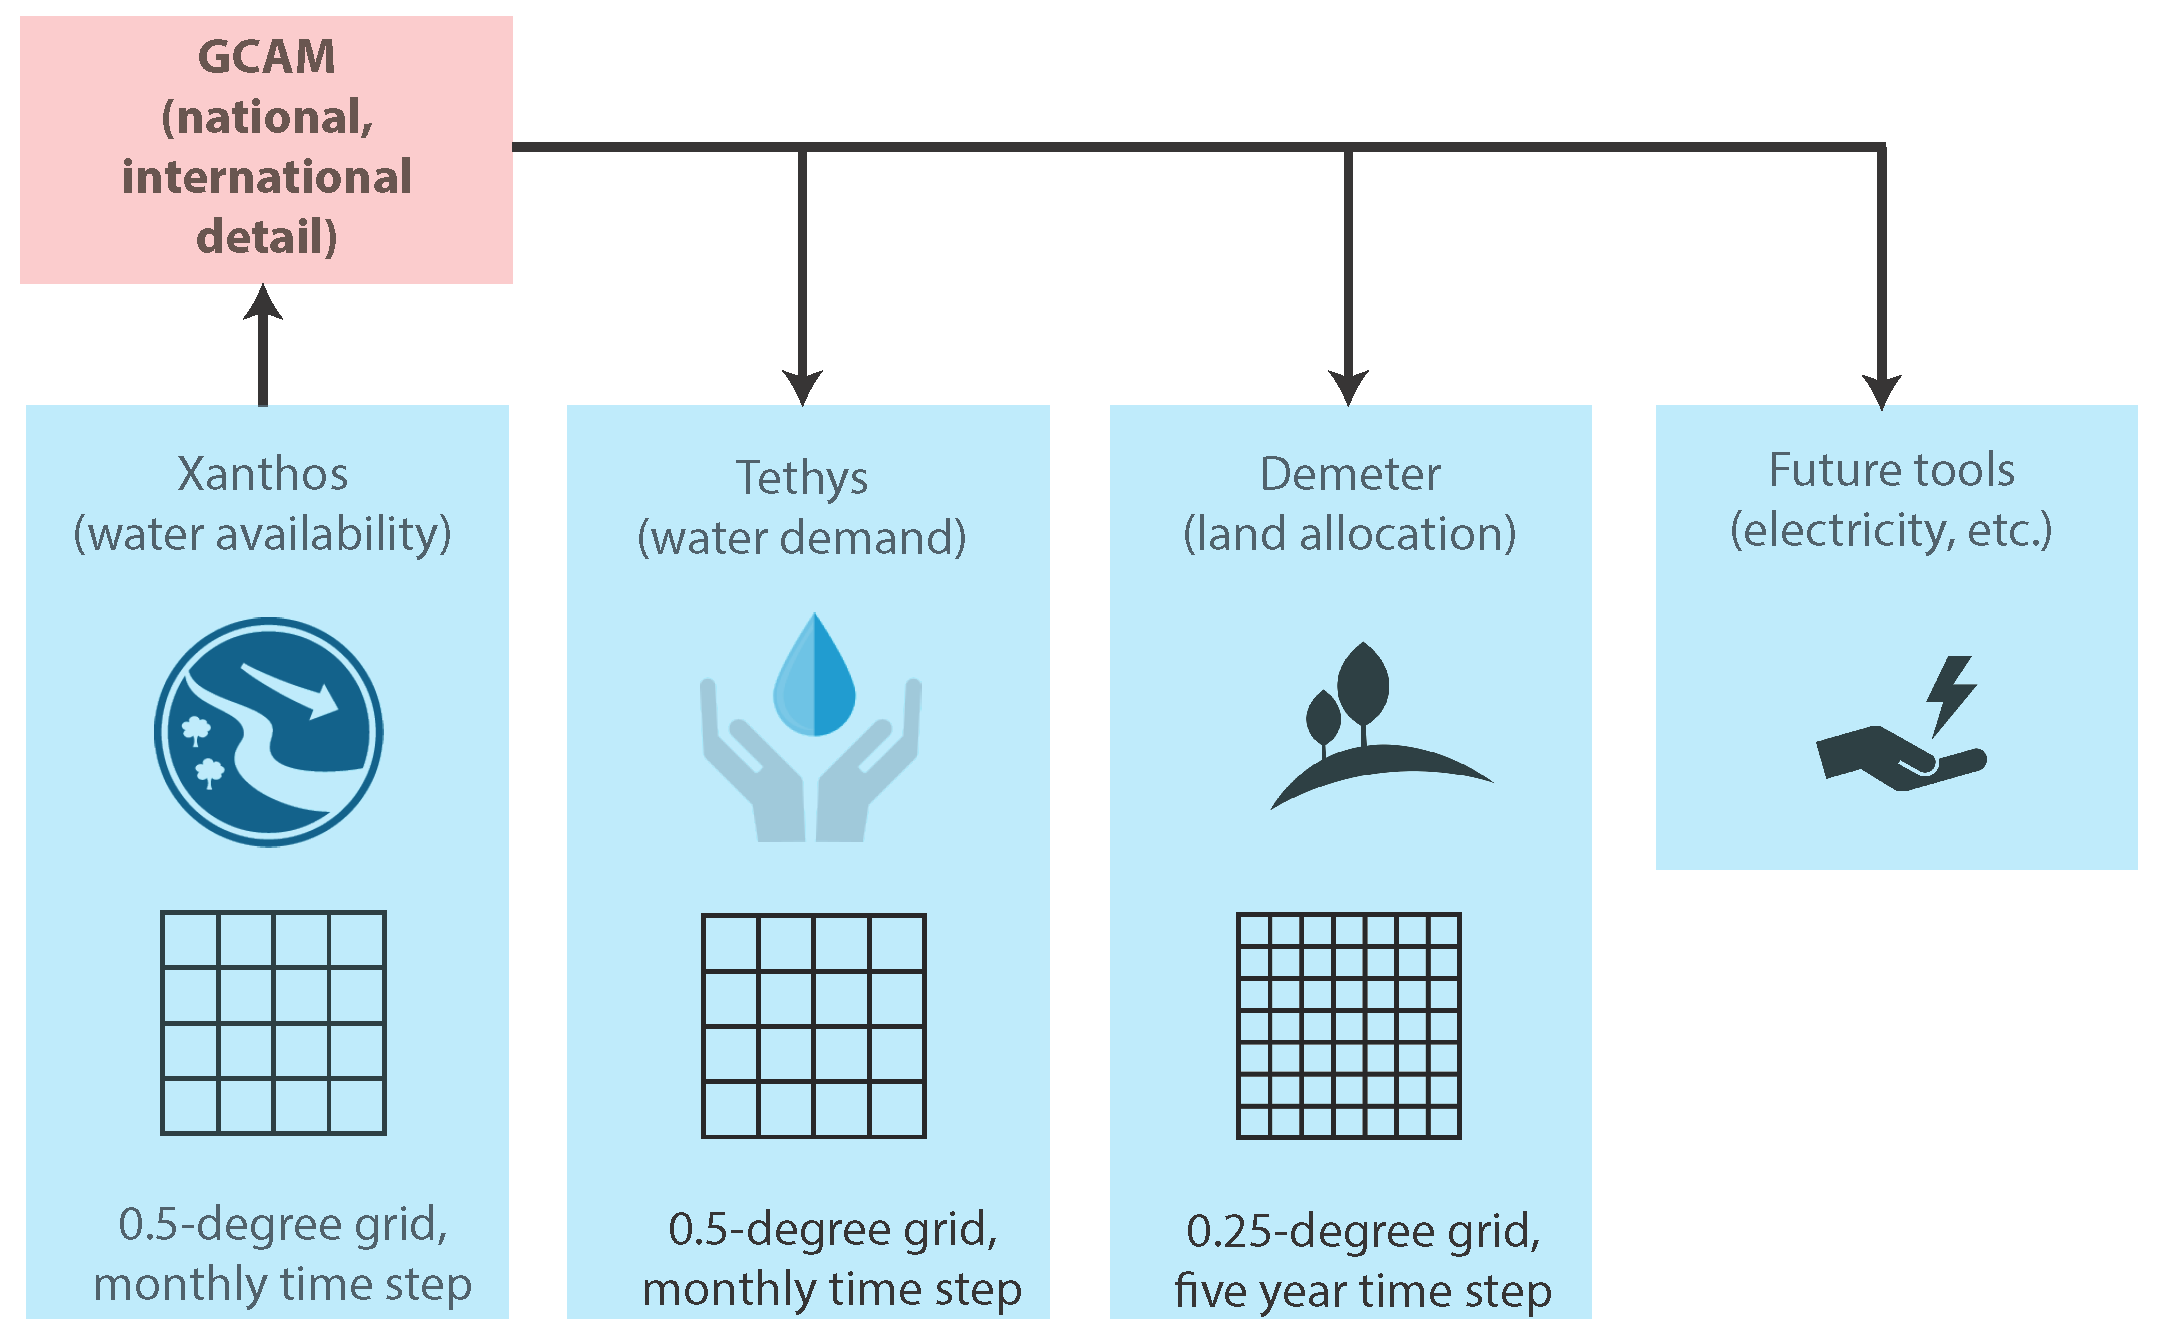 GCAM
(national,
international
detail)
Xanthos
(water availability)
0.5-degree grid,
monthly time step
Tethys
(water demand)
0.5-degree grid,
monthly time step
Demeter
(land allocation)
0.25-degree grid,
five year time step
Future tools
(electricity, etc.)